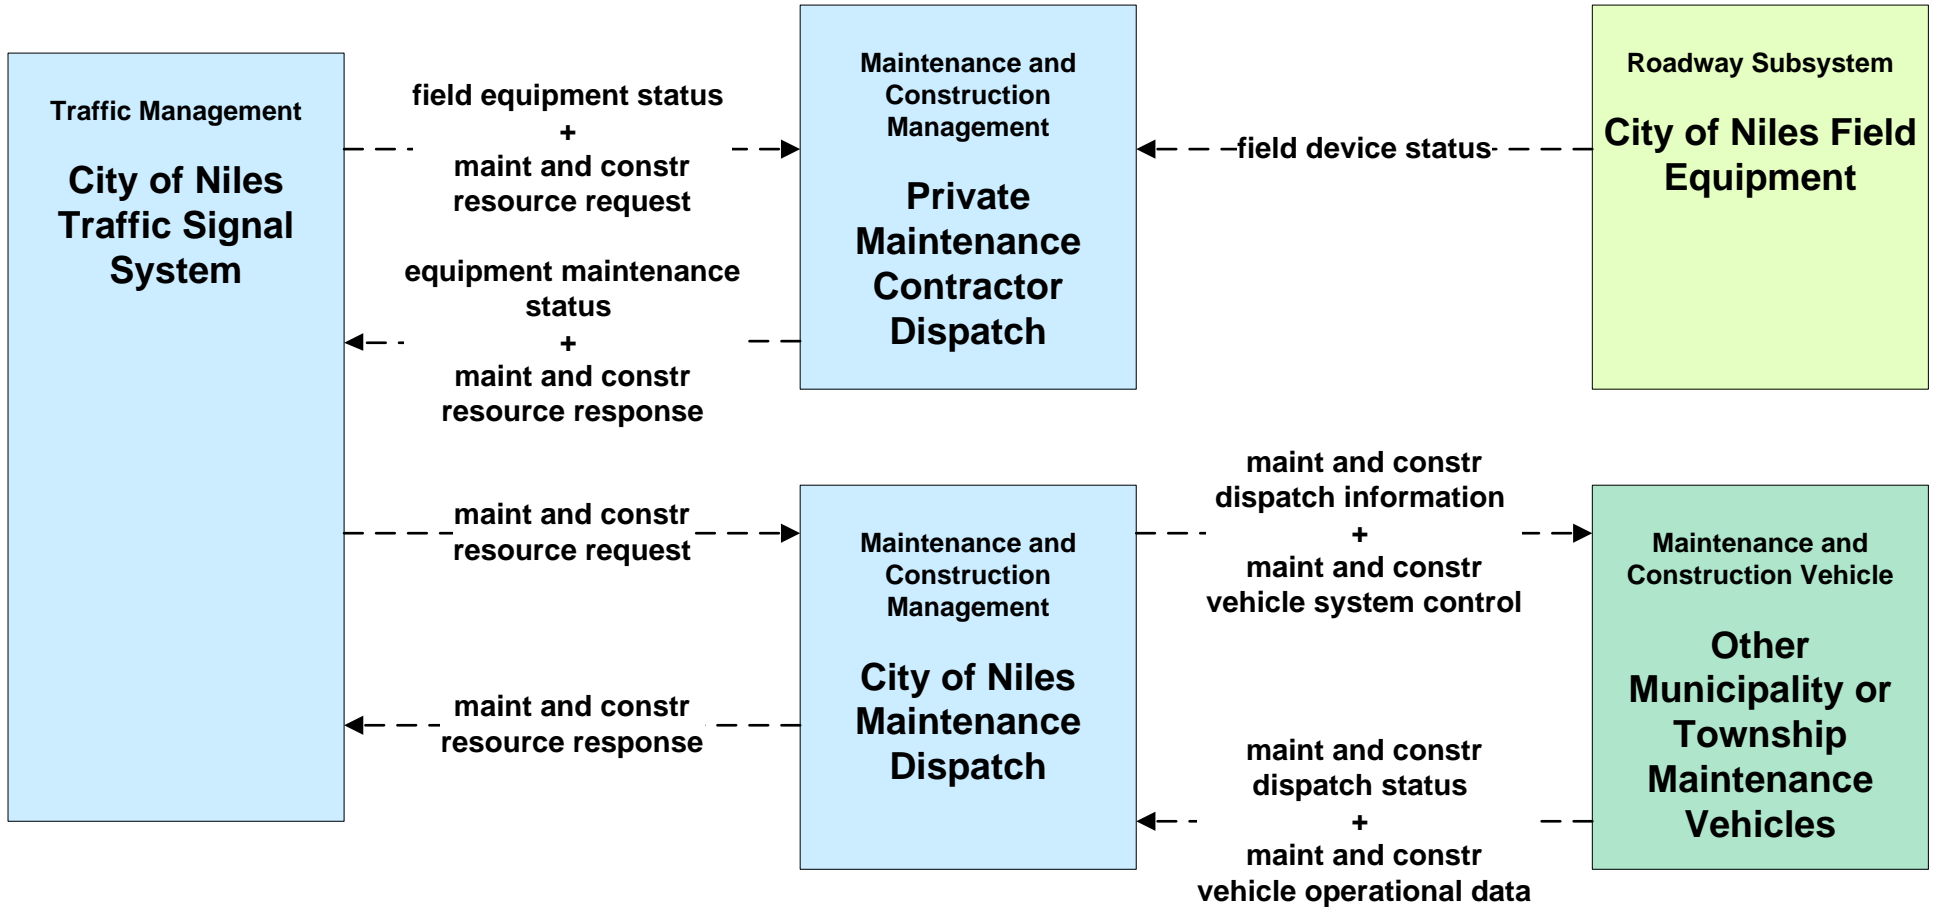 Traffic Management
City of Niles
Traffic Signal
System
field equipment status
+
maint and constr
resource request
equipment maintenance
status
+
maint and constr
resource response
maint and constr
resource request
maint and constr
resource response
Maintenance and
Construction
Management
Private
Maintenance
Contractor
Dispatch
Maintenance and
Construction
Management
City of Niles
Maintenance
Dispatch
field device status
maint and constr
dispatch information
+
maint and constr
vehicle system control
maint and constr
dispatch status
+
maint and constr
vehicle operational data
Roadway Subsystem
City of Niles Field
Equipment
Maintenance and
Construction Vehicle
Other
Municipality or
Township
Maintenance
Vehicles